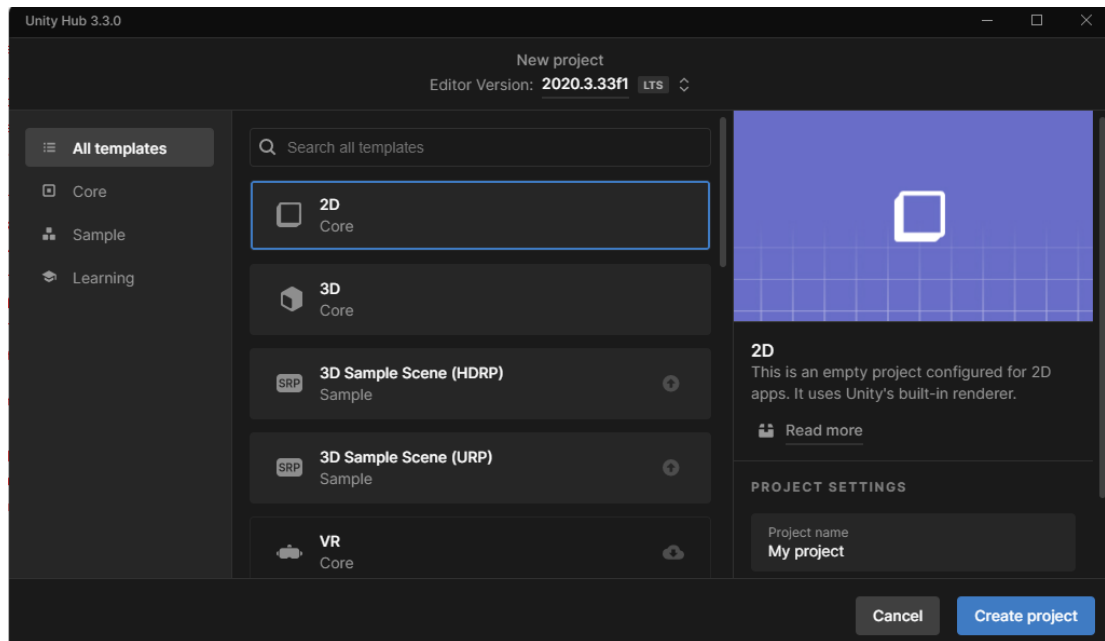 Unity Hub 3.3.0
New project
Editor Version: 2020.3.33f1 LTS
All templates
Core
Sample
Learning
Search all templates
2D
Core
3D
Core
SRP
3D Sample Scene (HDRP)
Sample
SRP
3D Sample Scene (URP)
Sample
VR
Core
2D
This is an empty project configured for 2D
apps. It uses Unity's built-in renderer.
Read more
PROJECT SETTINGS
Project name
My project
Cancel
Create project